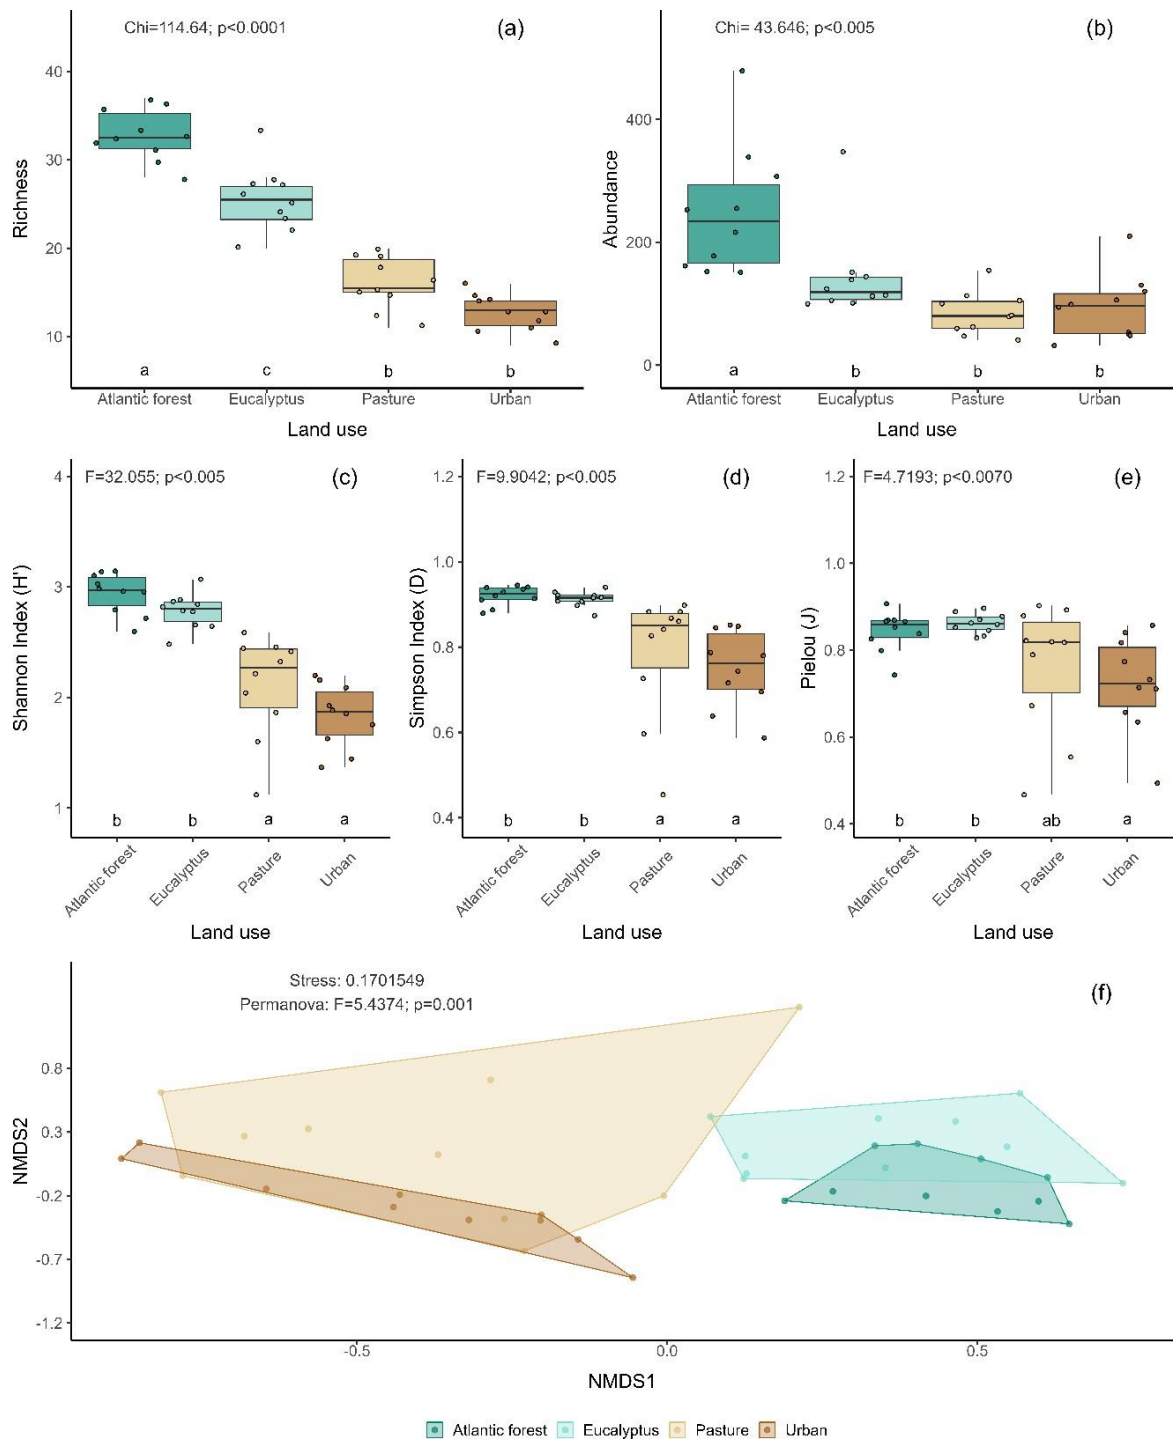 Chi=114.64; p<0.0001
(a)
Richness
40
30
20
10
a
c
b
b
Atlantic forest
Eucalyptus
Pasture
Urban
Land use
Chi= 43.646; p<0.005
(b)
Abundance
400
200
0
a
b
b
b
Atlantic forest
Eucalyptus
Pasture
Urban
Land use
F=32.055; p<0.005
(c)
Shannon Index (H')
4
3
2
1
b
b
a
a
Atlantic forest
Eucalyptus
Pasture
Urban
Land use
F=9.9042; p<0.005
(d)
Simpson Index (D)
1.2
1.0
0.8
0.6
0.4
b
b
a
a
Atlantic forest
Eucalyptus
Pasture
Urban
Land use
F=4.7193; p<0.0070
(e)
Pielou (J)
1.2
1.0
0.8
0.6
0.4
b
b
ab
a
Atlantic forest
Eucalyptus
Pasture
Urban
Land use
Stress: 0.1701549
Permanova: F=5.4374; p=0.001
(f)
NMDS2
0.8
0.3
-0.2
-0.7
-1.2
-0.5
0.0
0.5
NMDS1
Atlantic forest
Eucalyptus
Pasture
Urban